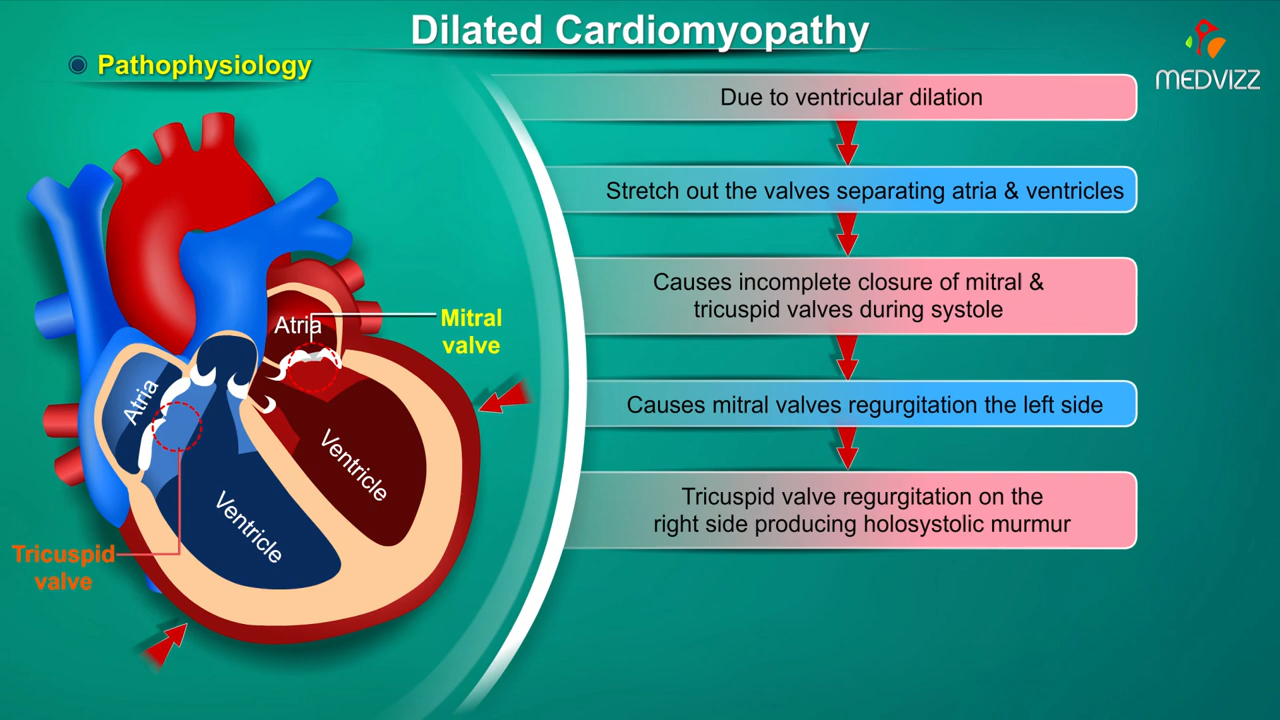 Dilated Cardiomyopathy
MEDVIZZ
Pathophysiology
Due to ventricular dilation
Stretch out the valves separating atria & ventricles
Causes incomplete closure of mitral &
tricuspid valves during systole
Causes mitral valves regurgitation the left side
Tricuspid valve regurgitation on the
right side producing holosystolic murmur
Atria
Mitral
valve
Atria
Ventricle
Ventricle
Tricuspid
valve